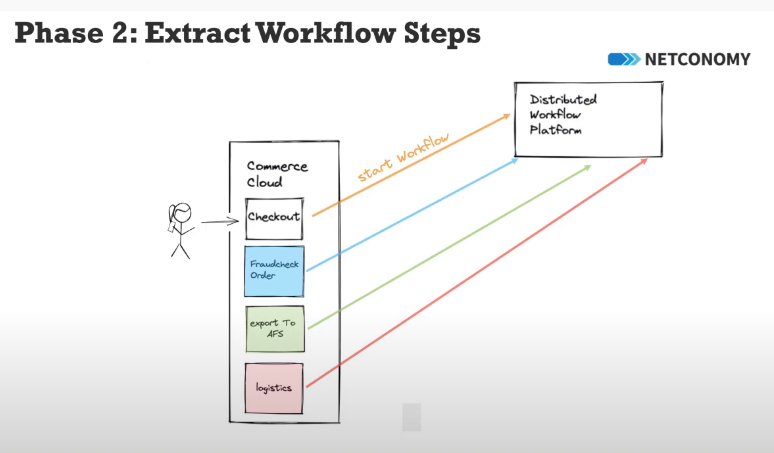 Phase 2: Extract Workflow Steps
NETCONOMY
Distributed
Workflow
Platform
start Workflow
Commerce
Cloud
Checkout
Fraudcheck
Order
export To
AFS
logistics